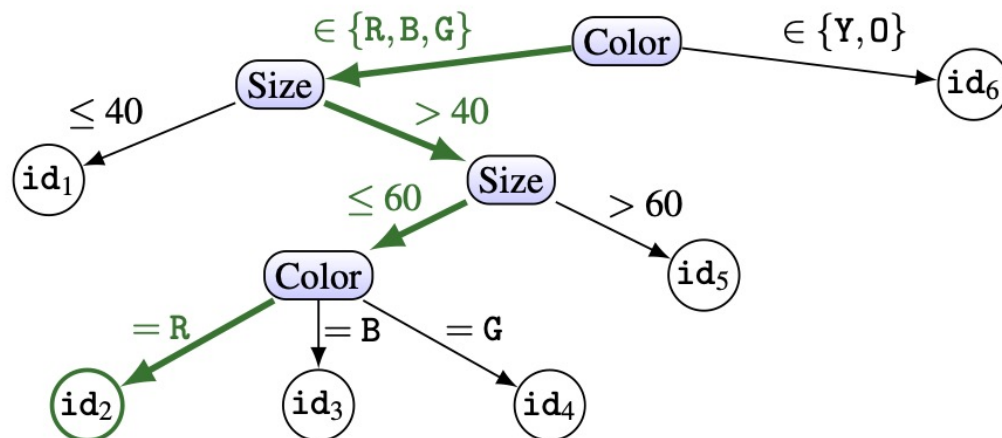 ∈ {R, B, G}
Color
∈ {Y, O}
Size
id₆
≤ 40
> 40
id₁
Size
≤ 60
> 60
Color
id₅
= R
= B
= G
id₂
id₃
id₄